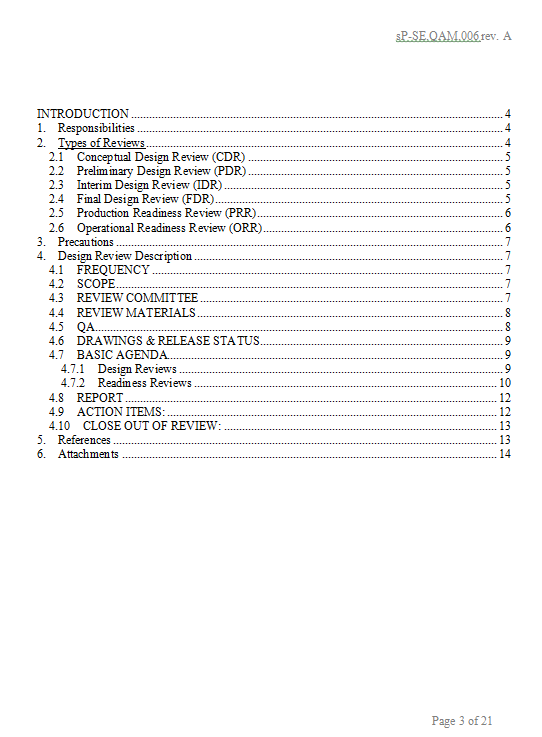 sP-SE.QAM.006 rev. A
INTRODUCTION 4
1. Responsibilities 4
2. Types of Reviews 4
2.1 Conceptual Design Review (CDR) 5
2.2 Preliminary Design Review (PDR) 5
2.3 Interim Design Review (IDR) 5
2.4 Final Design Review (FDR) 5
2.5 Production Readiness Review (PRR) 6
2.6 Operational Readiness Review (ORR) 6
3. Precautions 7
4. Design Review Description 7
4.1 FREQUENCY 7
4.2 SCOPE 7
4.3 REVIEW COMMITTEE 7
4.4 REVIEW MATERIALS 8
4.5 QA 8
4.6 DRAWINGS & RELEASE STATUS 9
4.7 BASIC AGENDA 9
4.7.1 Design Reviews 9
4.7.2 Readiness Reviews 10
4.8 REPORT 12
4.9 ACTION ITEMS: 12
4.10 CLOSE OUT OF REVIEW: 13
5. References 13
6. Attachments 14
Page 3 of 21